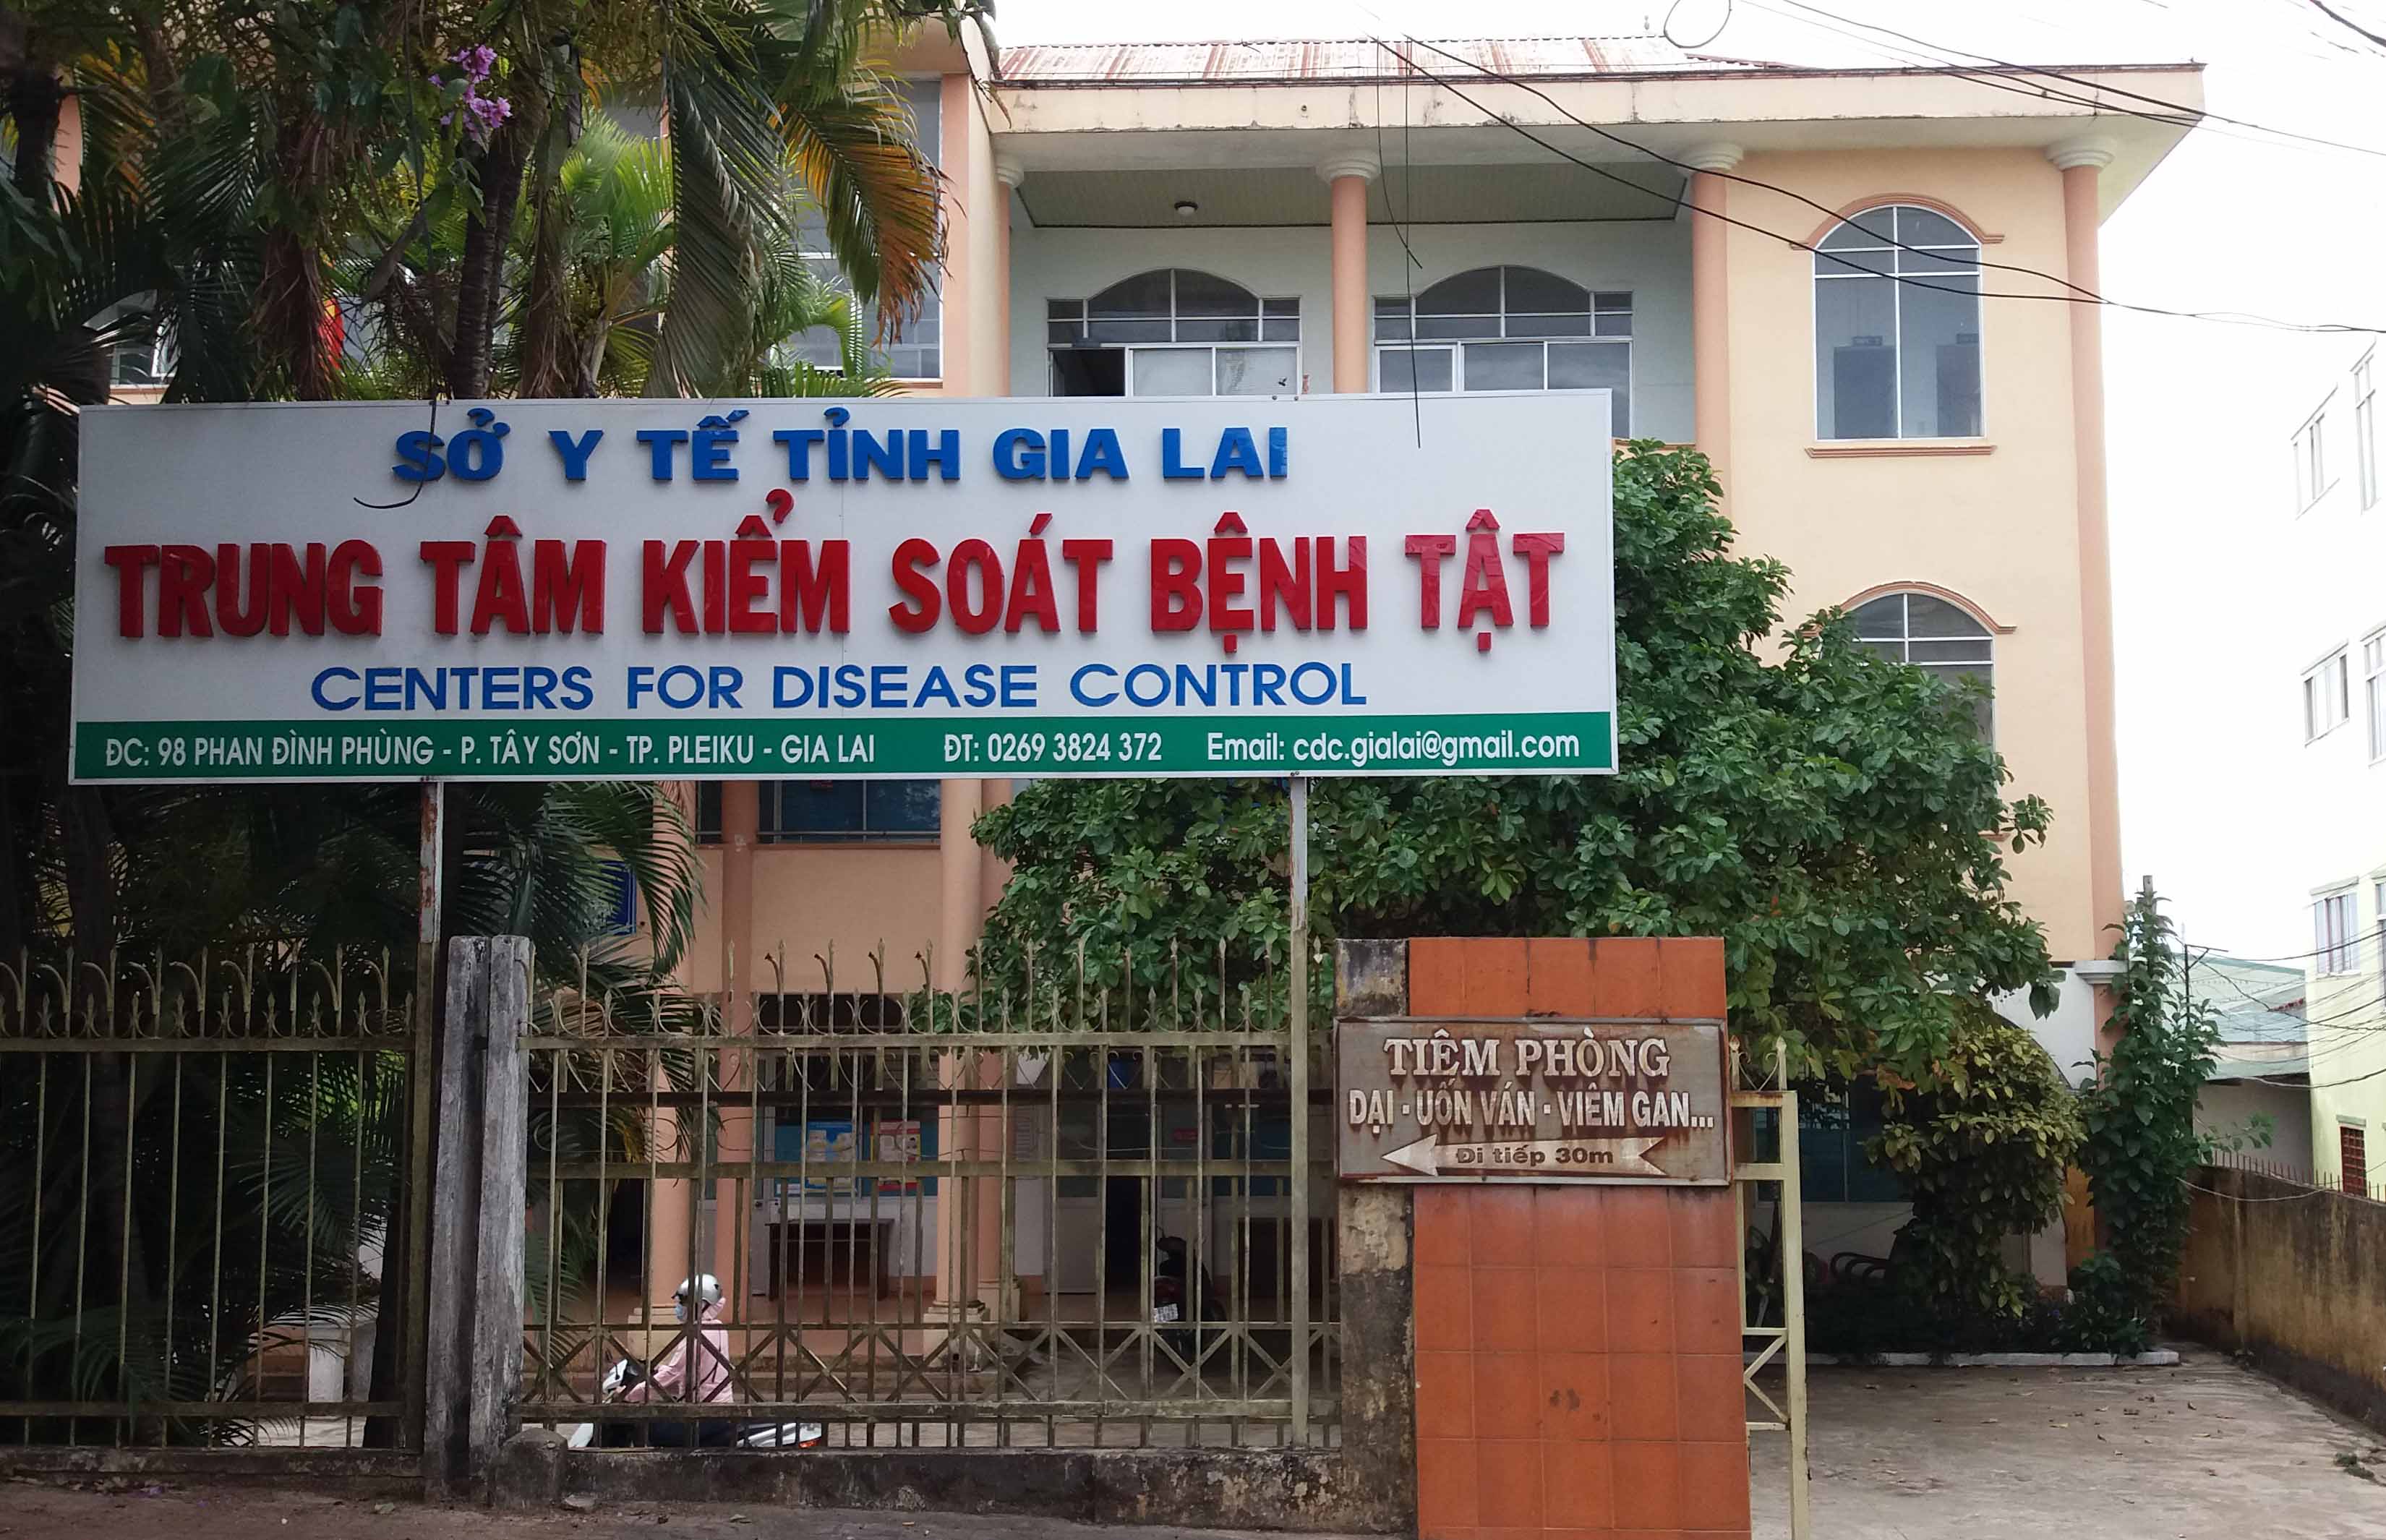 SỞ Y TẾ TỈNH GIA LAI
TRUNG TÂM KIỂM SOÁT BỆNH TẬT
CENTERS FOR DISEASE CONTROL
ĐC: 98 PHAN ĐÌNH PHÙNG - P. TÂY SƠN - TP. PLEIKU - GIA LAI ĐT: 0269 3824 372 Email: cdc.gialai@gmail.com
TIÊM PHÒNG
DẠI - UỐN VÁN - VIÊM GAN...
Đi tiếp 30m